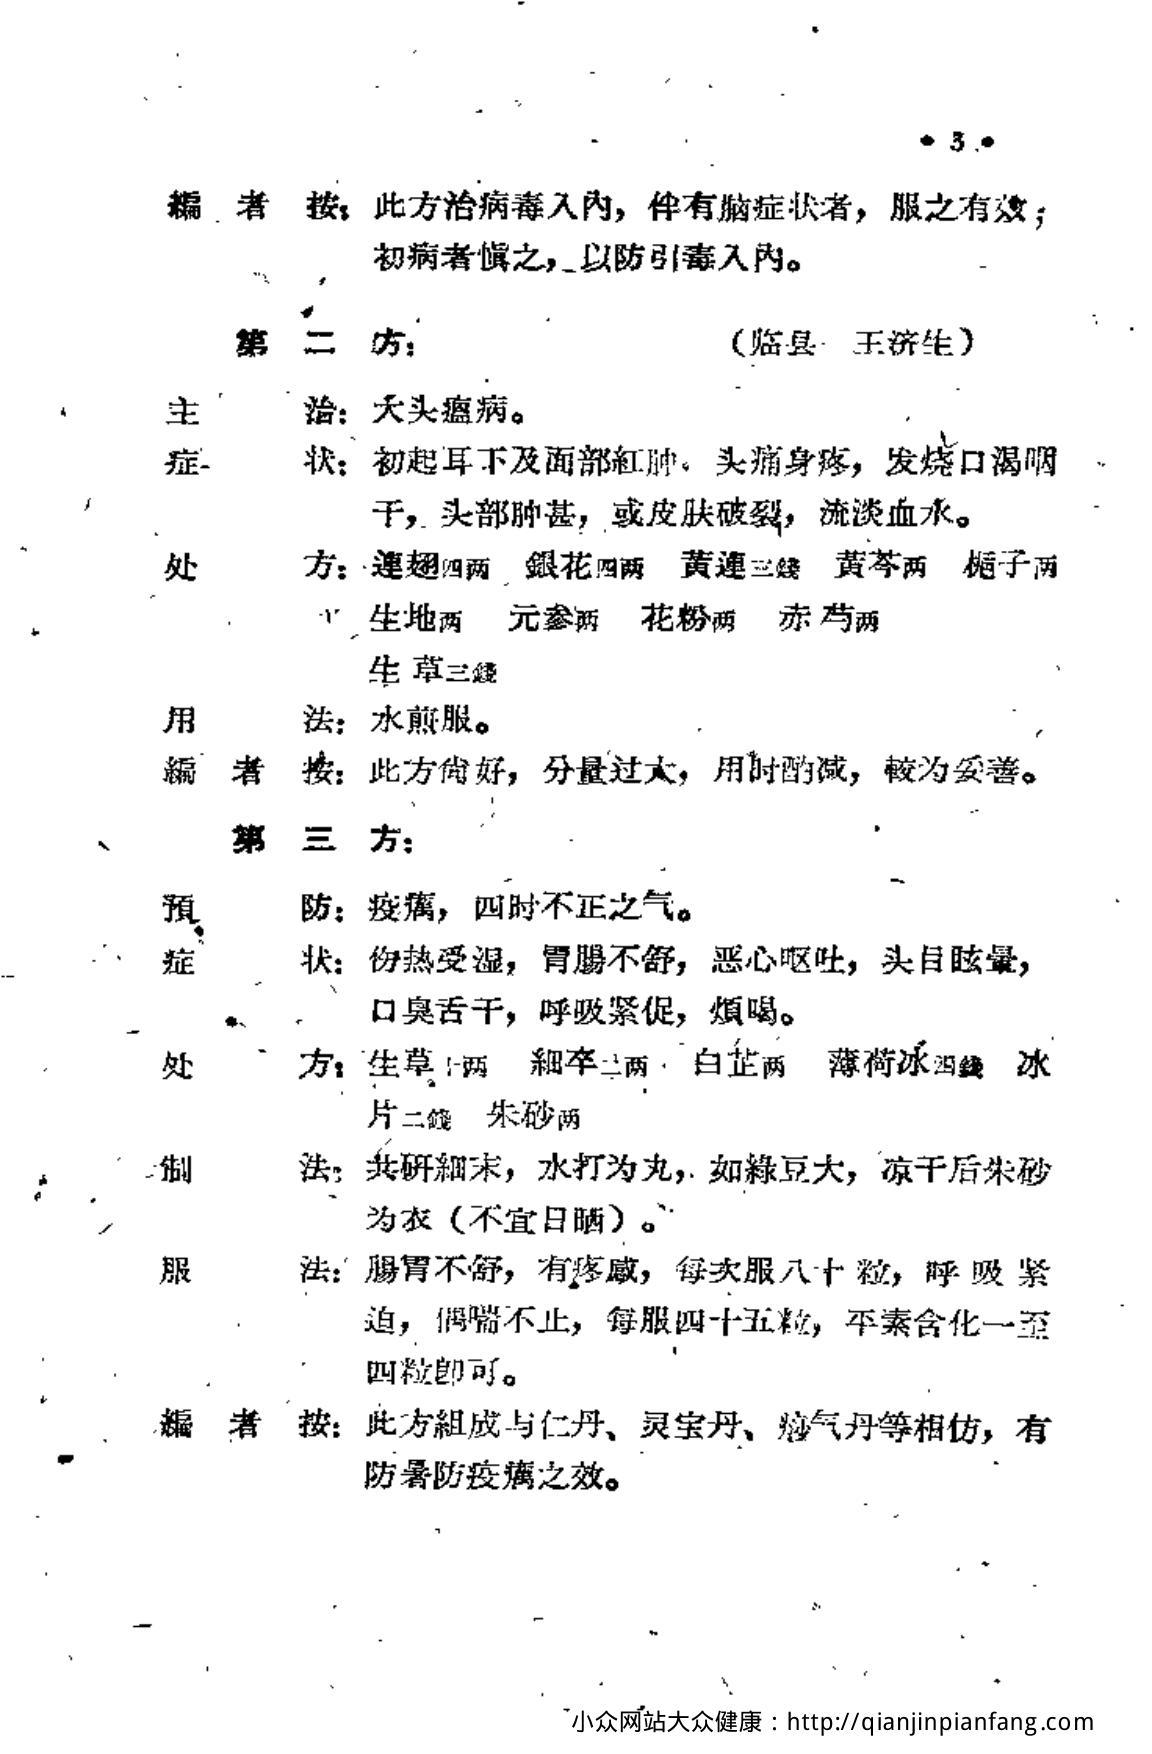 • 3 •
編者按：此方治病毒入內，伴有脑症状者，服之有效；
初病者慎之，以防引毒入內。
第二方：（临县 王济生）
主治：大头瘟病。
症状：初起耳下及面部紅肿。头痛身疼，发烧口渴咽
干，头部肿甚，或皮肤破裂，流淡血水。
处方：連翅四两 銀花四两 黃連三錢 黃芩两 梔子两
生地两 元参两 花粉两 赤芍两
生草三錢
用法：水煎服。
編者按：此方尚好，分量过大，用时酌减，較为妥善。
第三方：
預防：疫癘，四时不正之气。
症状：伤热受湿，胃腸不舒，恶心呕吐，头目眩暈，
口臭舌干，呼吸紧促，煩喝。
处方：生草十两 細辛二两 白芷两 薄荷冰四錢 冰
片二錢 朱砂两
制法：共研細末，水打为丸，如綠豆大，凉干后朱砂
为衣（不宜日晒）。
服法：腸胃不舒，有疼感，每次服八十粒，呼吸紧
迫，偶喘不止，每服四十五粒，平素含化一至
四粒卽可。
編者按：此方組成与仁丹、灵宝丹、痧气丹等相仿，有
防暑防疫癘之效。
小众网站大众健康：http://qianjinpianfang.com